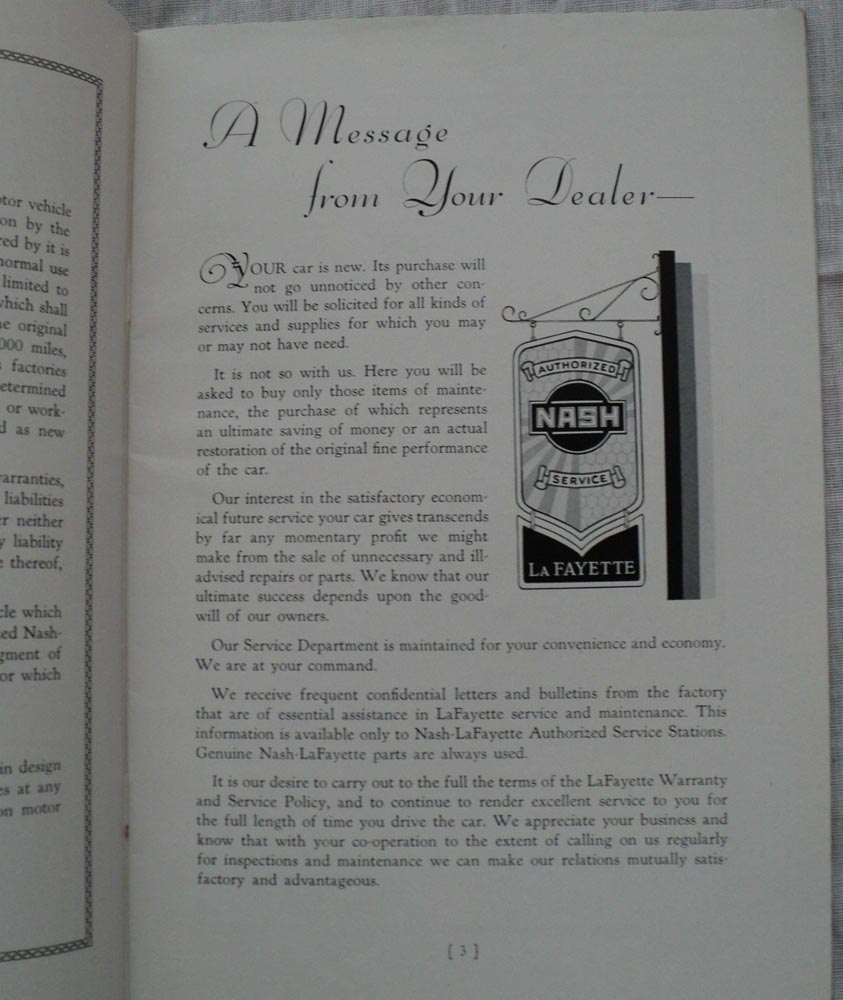 tor vehicle
on by the
red by it is
normal use
limited to
which shall
e original
000 miles,
factories
etermined
or work-
d as new
arranties,
liabilities
r neither
liability
thereof,
cle which
ed Nash-
gment of
or which
in design
es at any
on motor
A Message
from Your Dealer—
YOUR car is new. Its purchase will
not go unnoticed by other con-
cerns. You will be solicited for all kinds of
services and supplies for which you may
or may not have need.
It is not so with us. Here you will be
asked to buy only those items of mainte-
nance, the purchase of which represents
an ultimate saving of money or an actual
restoration of the original fine performance
of the car.
Our interest in the satisfactory econom-
ical future service your car gives transcends
by far any momentary profit we might
make from the sale of unnecessary and ill-
advised repairs or parts. We know that our
ultimate success depends upon the good-
will of our owners.
AUTHORIZED
NASH
SERVICE
LA FAYETTE
Our Service Department is maintained for your convenience and economy.
We are at your command.
We receive frequent confidential letters and bulletins from the factory
that are of essential assistance in LaFayette service and maintenance. This
information is available only to Nash-LaFayette Authorized Service Stations.
Genuine Nash-LaFayette parts are always used.
It is our desire to carry out to the full the terms of the LaFayette Warranty
and Service Policy, and to continue to render excellent service to you for
the full length of time you drive the car. We appreciate your business and
know that with your co-operation to the extent of calling on us regularly
for inspections and maintenance we can make our relations mutually satis-
factory and advantageous.
[ 3 ]